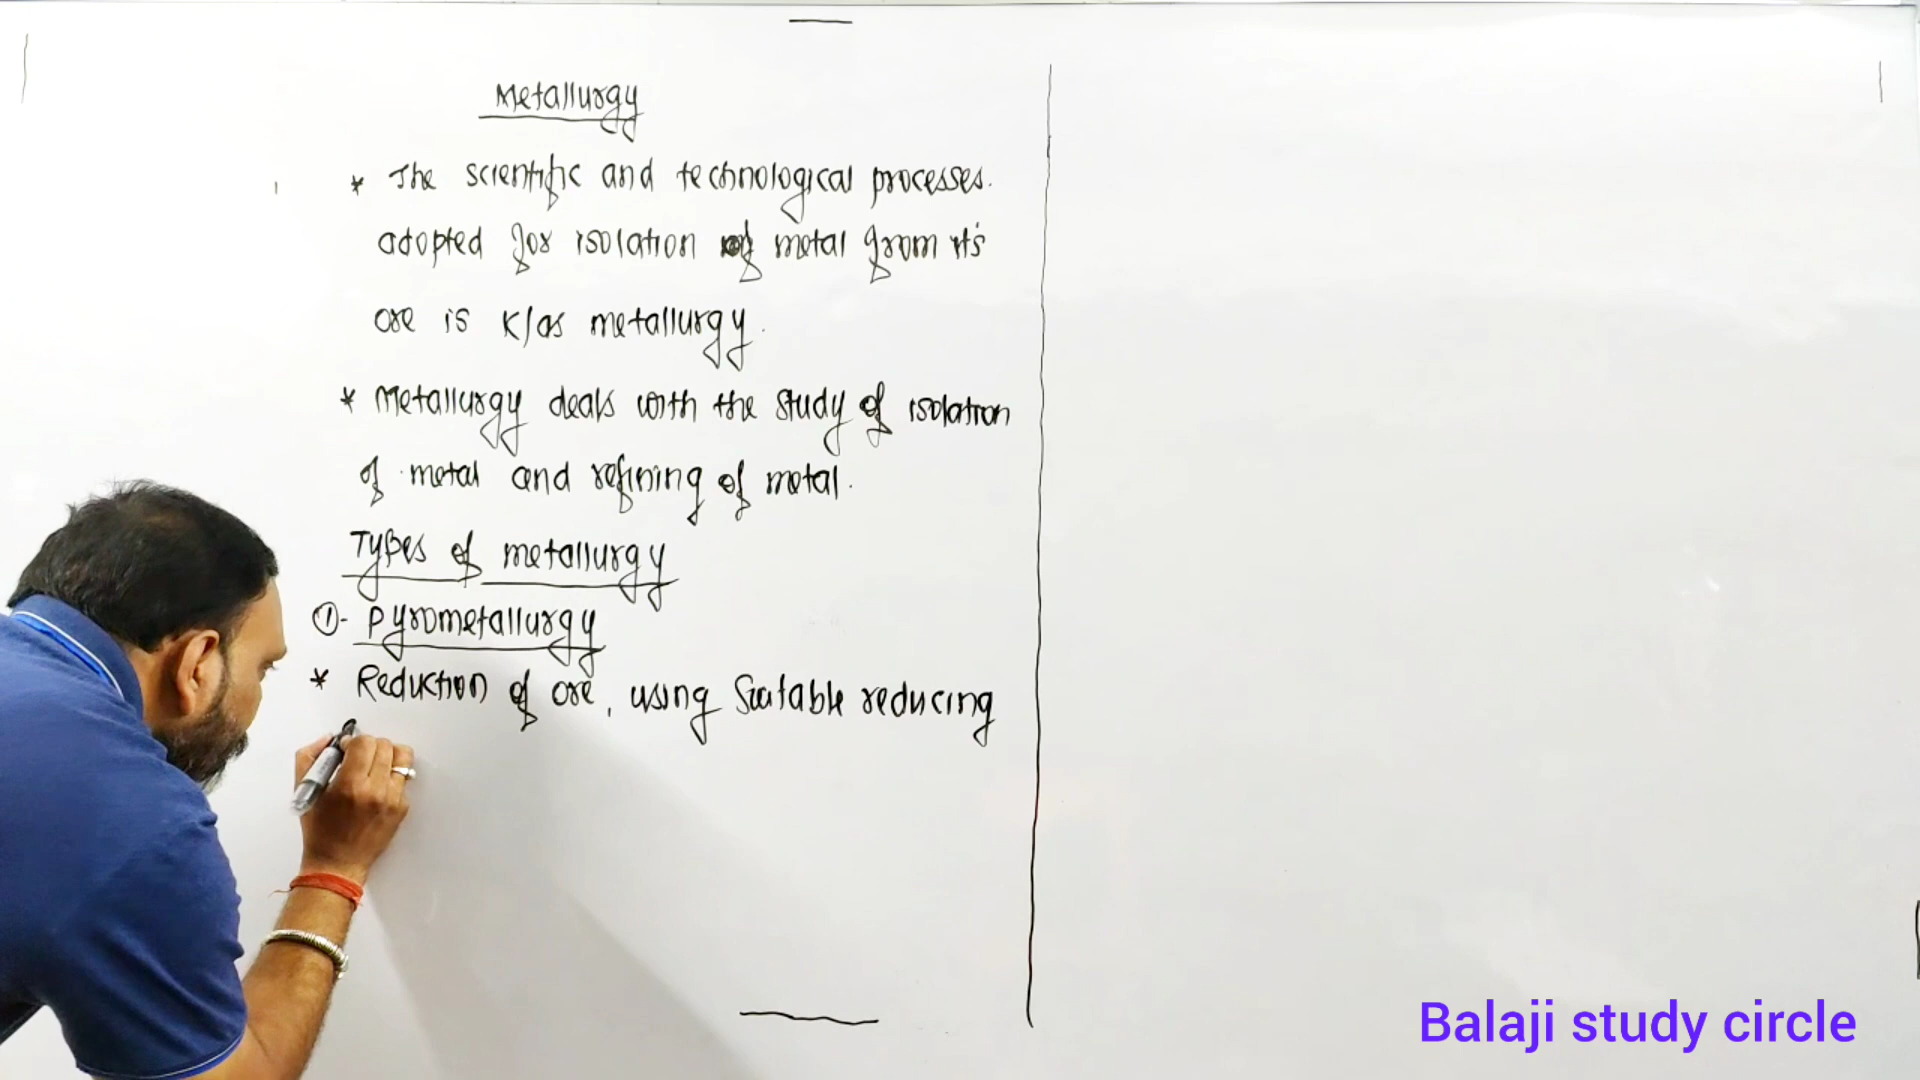 Metallurgy
* The scientific and technological processes.
adopted for isolation of metal from it's
ore is K/as metallurgy.
* Metallurgy deals with the study of isolation
of metal and refining of metal.
Types of metallurgy
①- Pyrometallurgy
* Reduction of ore, using Suitable reducing
Balaji study circle